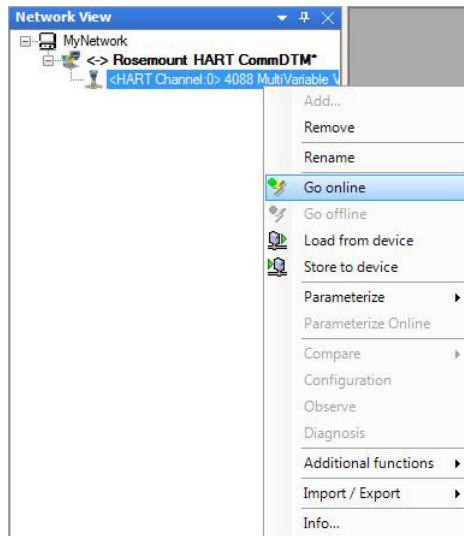 Network View
MyNetwork
<-> Rosemount HART CommDTM*
<HART Channel:0> 4088 MultiVariable V
Add...
Remove
Rename
Go online
Go offline
Load from device
Store to device
Parameterize
Parameterize Online
Compare
Configuration
Observe
Diagnosis
Additional functions
Import / Export
Info...